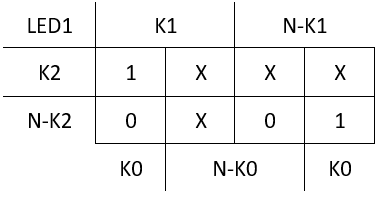 LED1 K1 N-K1
K2 1 X X X
N-K2 0 X 0 1
K0 N-K0 K0